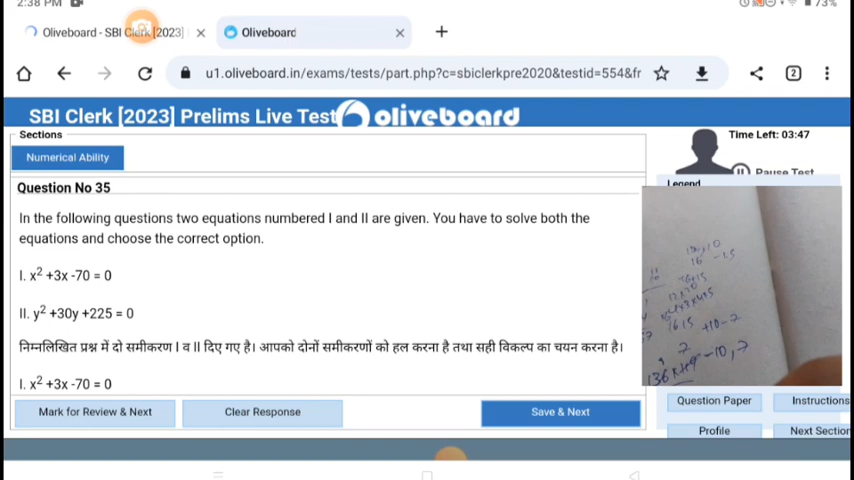 2:38 PM
73%
Oliveboard - SBI Clerk [2023]
Oliveboard
u1.oliveboard.in/exams/tests/part.php?c=sbiclerkpre2020&testid=554&fr
2
SBI Clerk [2023] Prelims Live Test
oliveboard
Sections
Numerical Ability
Time Left: 03:47
Pause Test
Legend
Question No 35
In the following questions two equations numbered I and II are given. You have to solve both the
equations and choose the correct option.
I. x² +3x -70 = 0
II. y² +30y +225 = 0
निम्नलिखित प्रश्न में दो समीकरण I व II दिए गए है। आपको दोनों समीकरणों को हल करना है तथा सही विकल्प का चयन करना है।
I. x² +3x -70 = 0
Mark for Review & Next
Clear Response
Save & Next
Question Paper
Instructions
Profile
Next Section